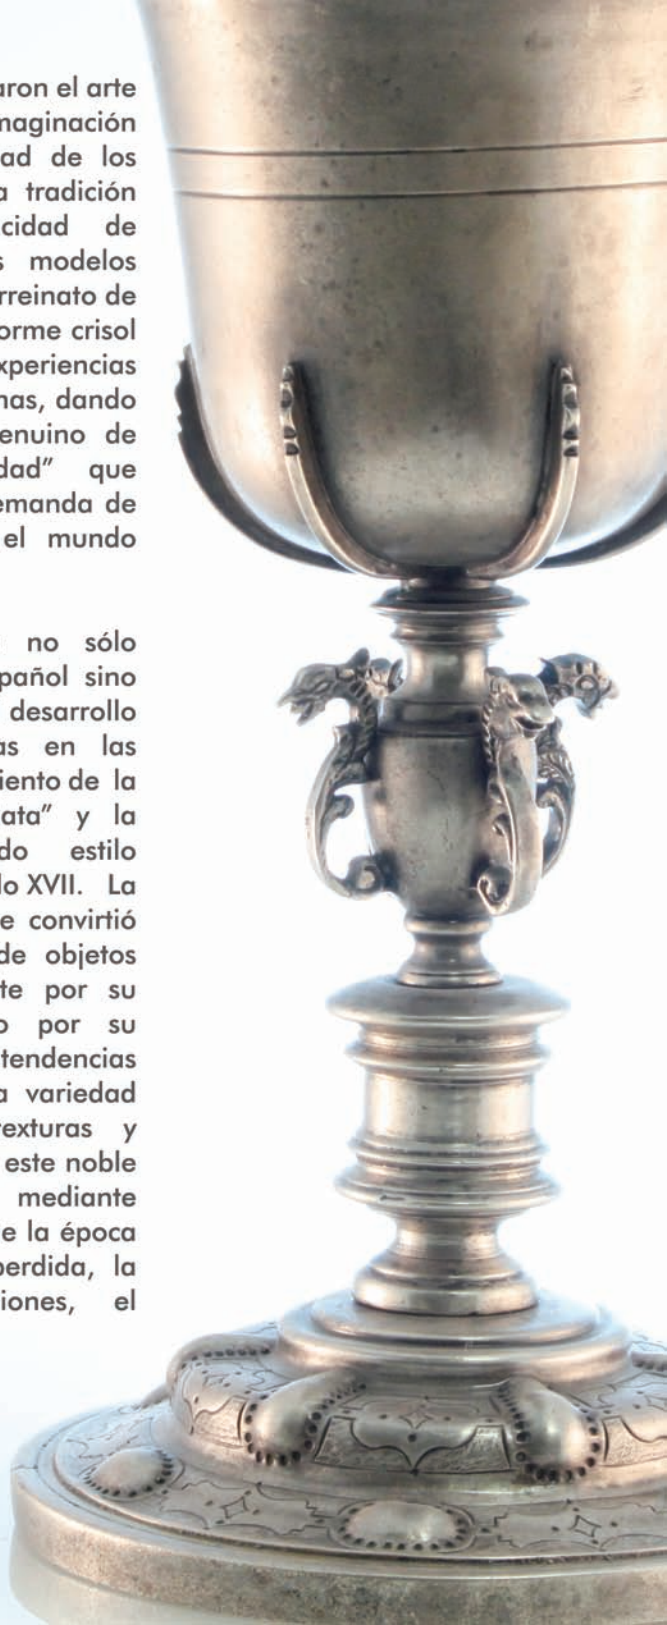 aron el arte
maginación
ad de los
a tradición
cidad de
s modelos
rreinato de
orme crisol
xperiencias
nas, dando
enuino de
dad" que
emanda de
el mundo
no sólo
pañol sino
desarrollo
as en las
iento de la
ata" y la
do estilo
lo XVII. La
e convirtió
de objetos
te por su
o por su
tendencias
a variedad
exturas y
este noble
mediante
e la época
perdida, la
iones, el